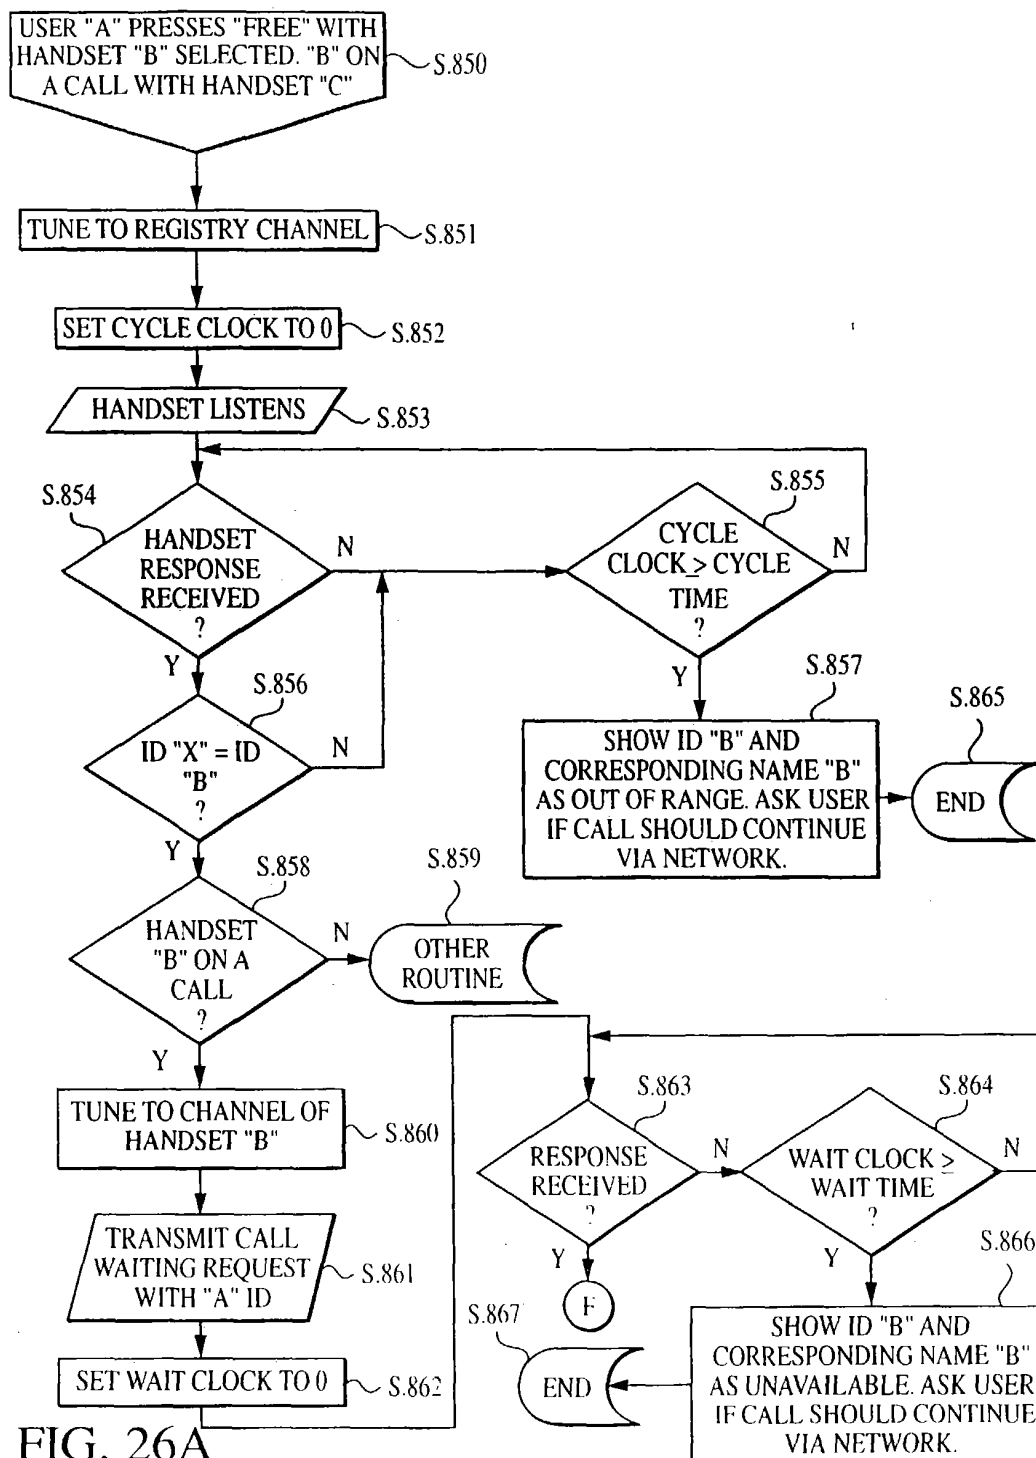 USER "A" PRESSES "FREE" WITH
HANDSET "B" SELECTED. "B" ON
A CALL WITH HANDSET "C"
S.850
TUNE TO REGISTRY CHANNEL
S.851
SET CYCLE CLOCK TO 0
S.852
HANDSET LISTENS
S.853
S.854
HANDSET
RESPONSE
RECEIVED
?
N
Y
S.855
CYCLE
CLOCK ≥ CYCLE
TIME
?
N
Y
S.856
ID "X" = ID
"B"
?
N
Y
S.857
SHOW ID "B" AND
CORRESPONDING NAME "B"
AS OUT OF RANGE. ASK USER
IF CALL SHOULD CONTINUE
VIA NETWORK.
S.865
END
S.858
HANDSET
"B" ON A
CALL
?
N
Y
S.859
OTHER
ROUTINE
TUNE TO CHANNEL OF
HANDSET "B"
S.860
TRANSMIT CALL
WAITING REQUEST
WITH "A" ID
S.861
SET WAIT CLOCK TO 0
S.862
S.863
RESPONSE
RECEIVED
?
N
Y
S.864
WAIT CLOCK ≥
WAIT TIME
?
N
Y
S.866
SHOW ID "B" AND
CORRESPONDING NAME "B"
AS UNAVAILABLE. ASK USER
IF CALL SHOULD CONTINUE
VIA NETWORK.
S.867
END
FIG. 26A